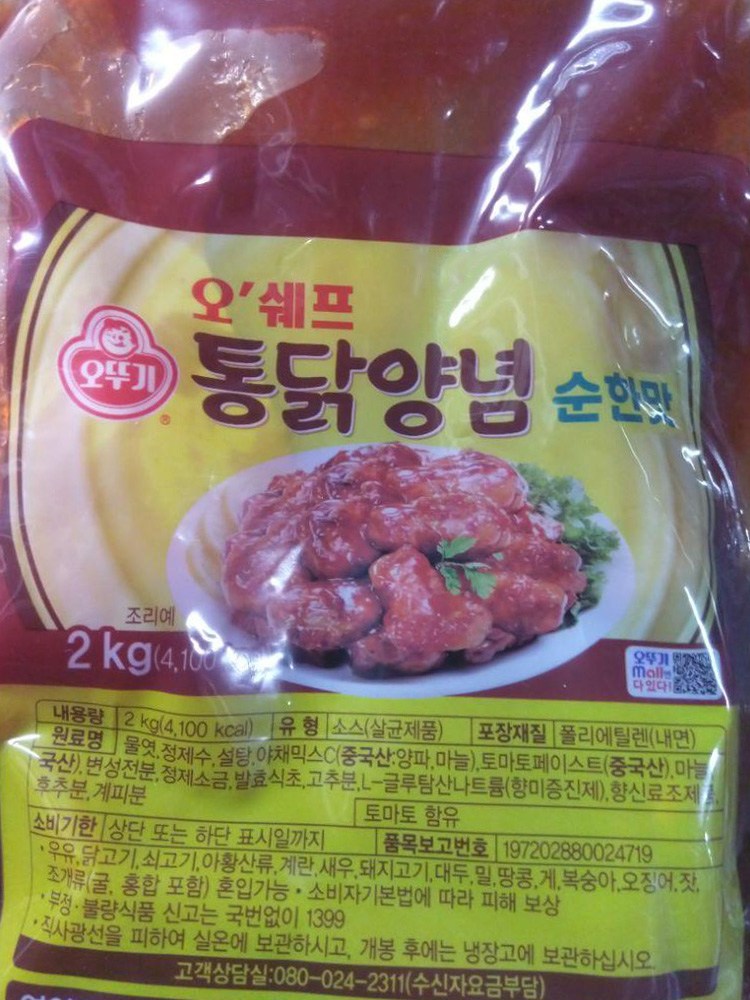 오'쉐프
오뚜기
통닭양념 순한맛
조리예
2 kg(4,100
오뚜기
mall엔
다있다!
내용량 2 kg(4,100 kcal) 유 형 소스(살균제품) 포장재질 폴리에틸렌(내면)
원료명 물엿,정제수,설탕,야채믹스C(중국산:양파,마늘),토마토페이스트(중국산),마늘
국산),변성전분,정제소금,발효식초,고추분,L-글루탐산나트륨(향미증진제),향신료조제품,
후추분,계피분
토마토 함유
소비기한 상단 또는 하단 표시일까지 품목보고번호 197202880024719
•우유,닭고기,쇠고기,아황산류,계란,새우,돼지고기,대두,밀,땅콩,게,복숭아,오징어,잣,
조개류(굴, 홍합 포함) 혼입가능 • 소비자기본법에 따라 피해 보상
•부정·불량식품 신고는 국번없이 1399
•직사광선을 피하여 실온에 보관하시고, 개봉 후에는 냉장고에 보관하십시오.
고객상담실:080-024-2311(수신자요금부담)